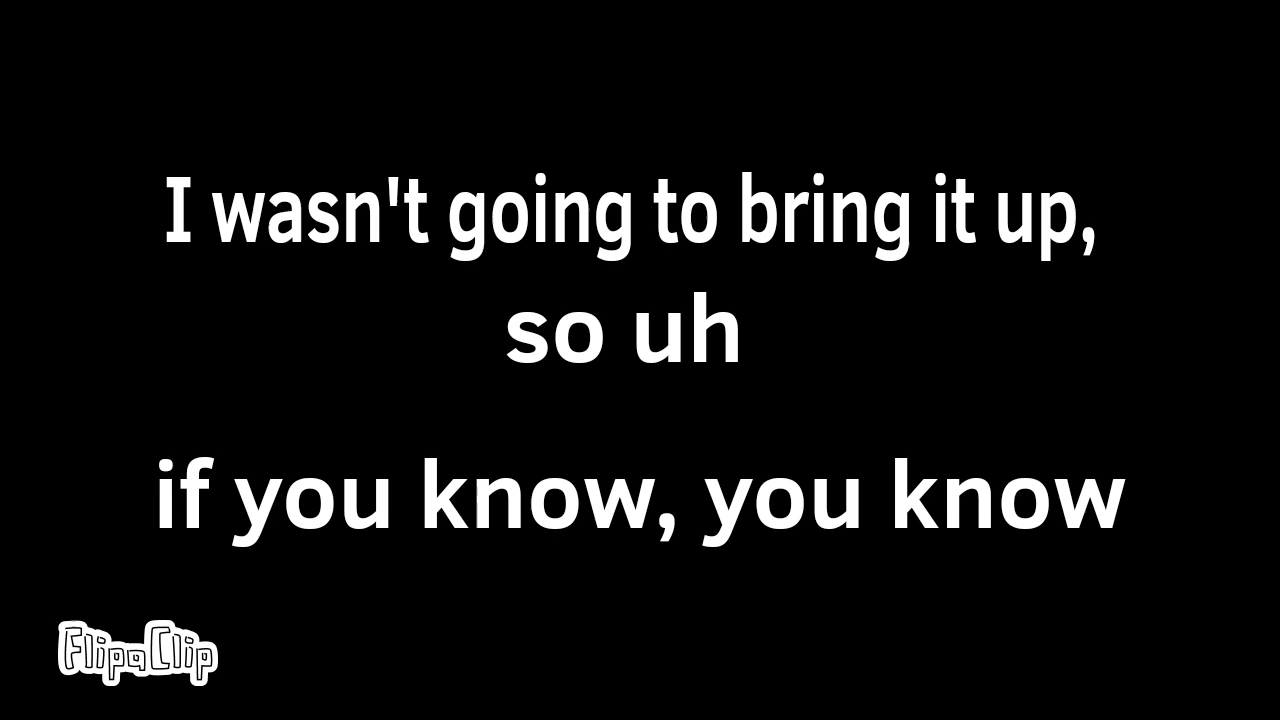 I wasn't going to bring it up,
so uh
if you know, you know
FlipaClip